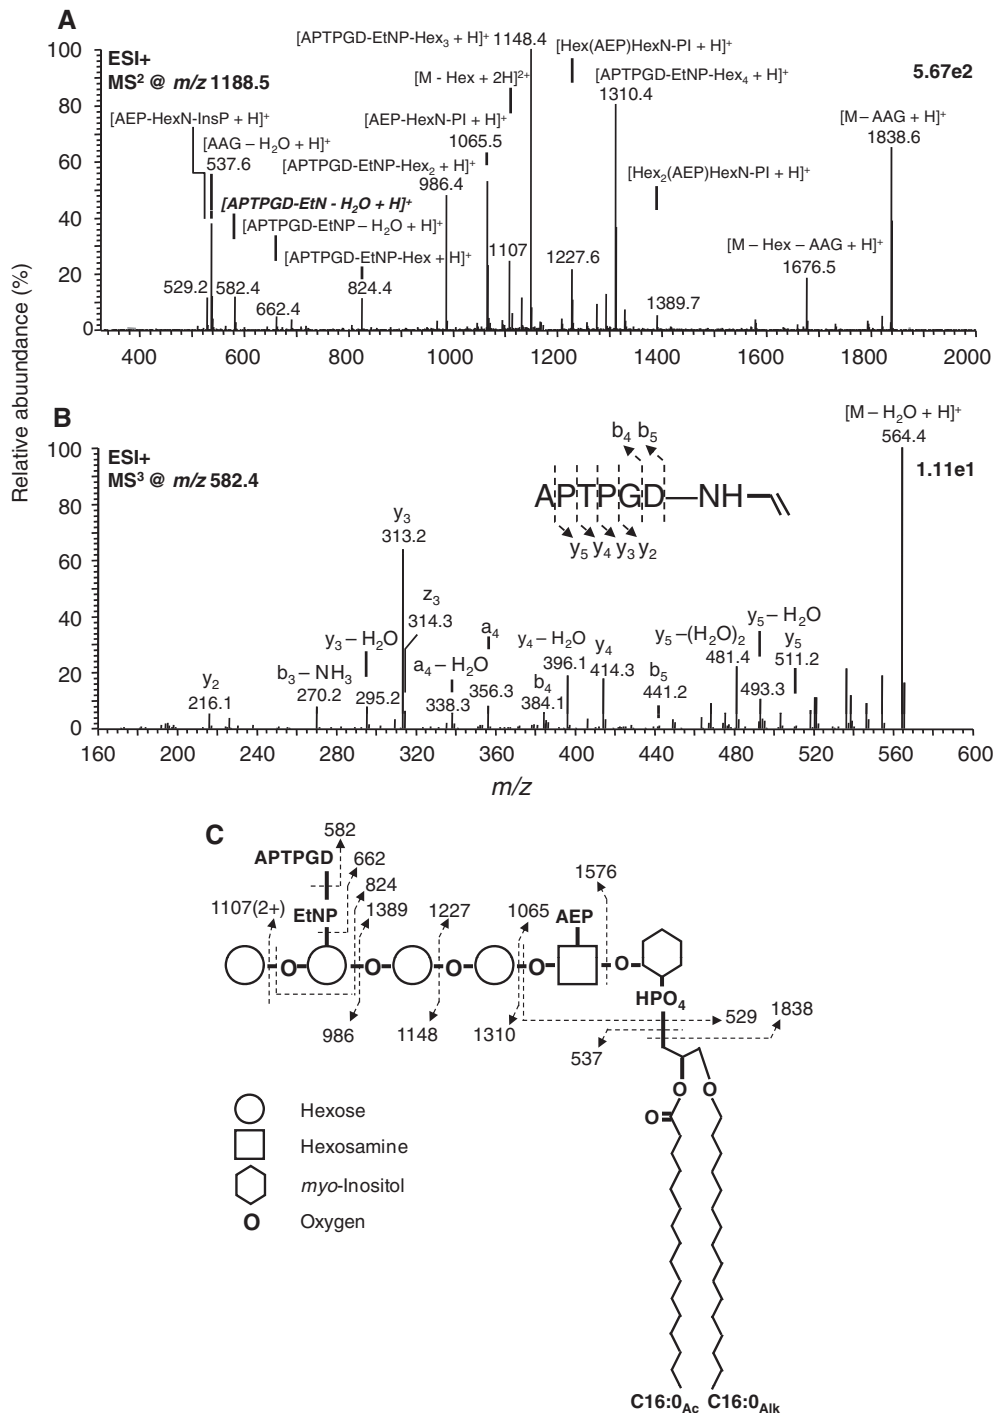 A
ESI+
MS2 @ m/z 1188.5
5.67e2
[APTPGD-EtNP-Hex3 + H]+ 1148.4
[Hex(AEP)HexN-PI + H]+
[M - Hex + 2H]2+
[APTPGD-EtNP-Hex4 + H]+
1310.4
[AEP-HexN-InsP + H]+
[AEP-HexN-PI + H]+
1065.5
[M – AAG + H]+
1838.6
[AAG – H2O + H]+
537.6
[APTPGD-EtNP-Hex2 + H]+
986.4
[Hex2(AEP)HexN-PI + H]+
[APTPGD-EtN - H2O + H]+
[APTPGD-EtNP – H2O + H]+
[M – Hex – AAG + H]+
1676.5
[APTPGD-EtNP-Hex + H]+
824.4
1107
1227.6
529.2
582.4
662.4
1389.7
100
80
60
40
20
0
400 600 800 1000 1200 1400 1600 1800 2000
Relative abuundance (%)
B
ESI+
MS3 @ m/z 582.4
[M – H2O + H]+
564.4
1.11e1
b4 b5
APTPGD—NH
y5 y4 y3 y2
y3
313.2
z3
314.3
y3 – H2O
295.2
b3 – NH3
270.2
y2
216.1
a4
356.3
a4 – H2O
338.3
y4 – H2O
396.1
y4
414.3
b4
384.1
b5
441.2
y5 –(H2O)2
481.4
y5 – H2O
493.3
y5
511.2
100
80
60
40
20
0
160 200 240 280 320 360 400 440 480 520 560 600
m/z
C
582
APTPGD
662
824
1107(2+)
EtNP
1389
1227
1065
AEP
1576
O O O O O
HPO4
986
1148
1310
529
1838
537
O O
O
Hexose
Hexosamine
myo-Inositol
O Oxygen
C16:0Ac C16:0Alk